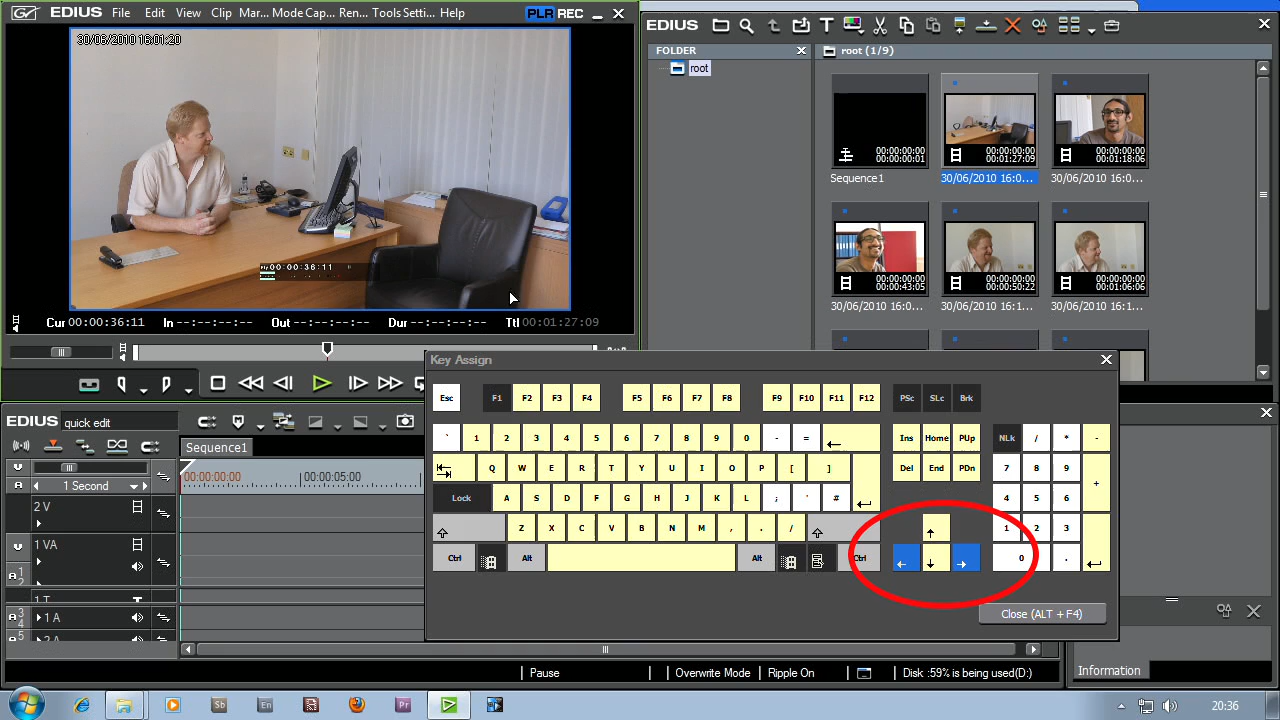 EDIUS File Edit View Clip Mar... Mode Cap... Ren... Tools Setti... Help PLR REC
30/06/2010 16:01:20
00:00:36:11
Cur 00:00:36:11 In --:--:--:-- Out --:--:--:-- Dur --:--:--:-- Ttl 00:01:27:09
EDIUS
FOLDER
root
root (1/9)
00:00:00:00
00:00:00:01
Sequence1
00:00:00:00
00:01:27:09
30/06/2010 16:0...
00:00:00:00
00:01:18:06
30/06/2010 16:0...
00:00:00:00
00:00:43:05
30/06/2010 16:0...
00:00:00:00
00:00:50:22
30/06/2010 16:1...
00:00:00:00
00:01:06:06
30/06/2010 16:1...
Key Assign
Esc F1 F2 F3 F4 F5 F6 F7 F8 F9 F10 F11 F12 PSc SLc Brk
` 1 2 3 4 5 6 7 8 9 0 - = ← Ins Home PUp NLk / * -
Q W E R T Y U I O P [ ] Del End PDn 7 8 9 +
Lock A S D F G H J K L ; ' # 4 5 6
Z X C V B N M , . / ↑ 1 2 3
Ctrl Alt Alt Ctrl ← ↓ → 0 .
Close (ALT + F4)
EDIUS quick edit
Sequence1
1 Second
00:00:00:00 00:00:05:00
2 V
1 VA
1
1 T
3
4
1 A
5
2 A
Pause Overwrite Mode Ripple On Disk :59% is being used(D:)
Information
Sb En Pr 20:36